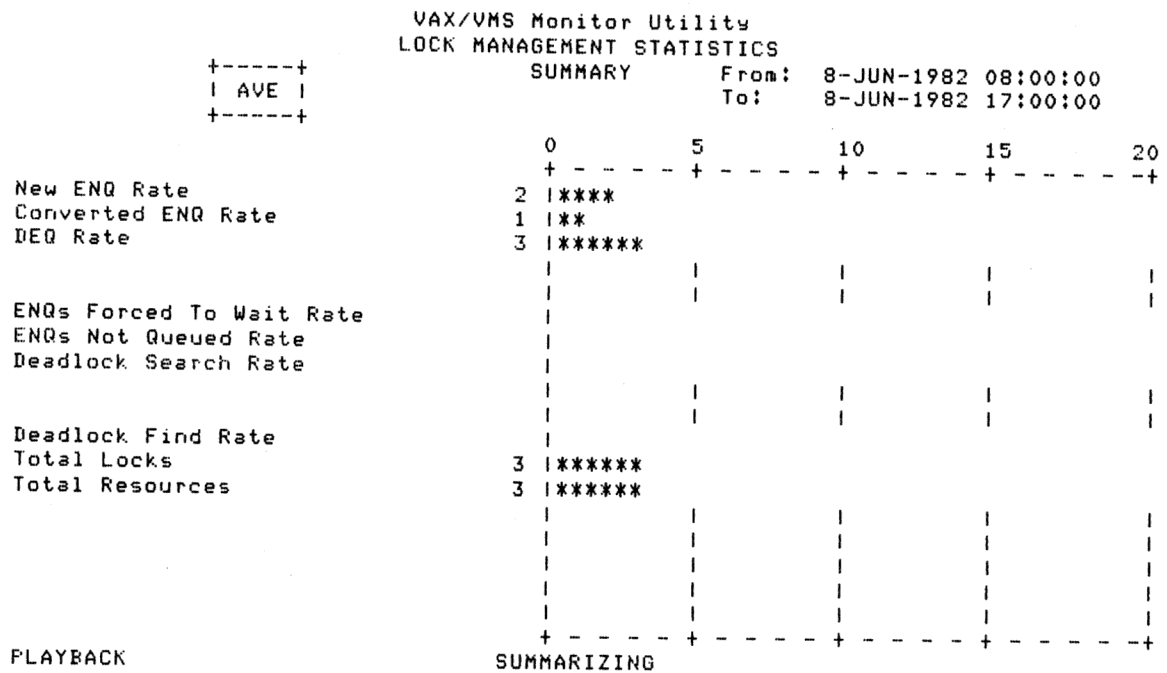 VAX/VMS Monitor Utility
LOCK MANAGEMENT STATISTICS
+-----+ SUMMARY From: 8-JUN-1982 08:00:00
| AVE | To: 8-JUN-1982 17:00:00
+-----+
0 5 10 15 20
+ - - - - + - - - - + - - - - + - - - - -+
New ENQ Rate 2 |****
Converted ENQ Rate 1 |**
DEQ Rate 3 |******
| | | | |
| | | | |
ENQs Forced To Wait Rate |
ENQs Not Queued Rate |
Deadlock Search Rate |
| | | | |
| | | | |
Deadlock Find Rate |
Total Locks 3 |******
Total Resources 3 |******
| | | | |
| | | | |
| | | | |
| | | | |
| | | | |
+ - - - - + - - - - + - - - - + - - - - -+
PLAYBACK SUMMARIZING